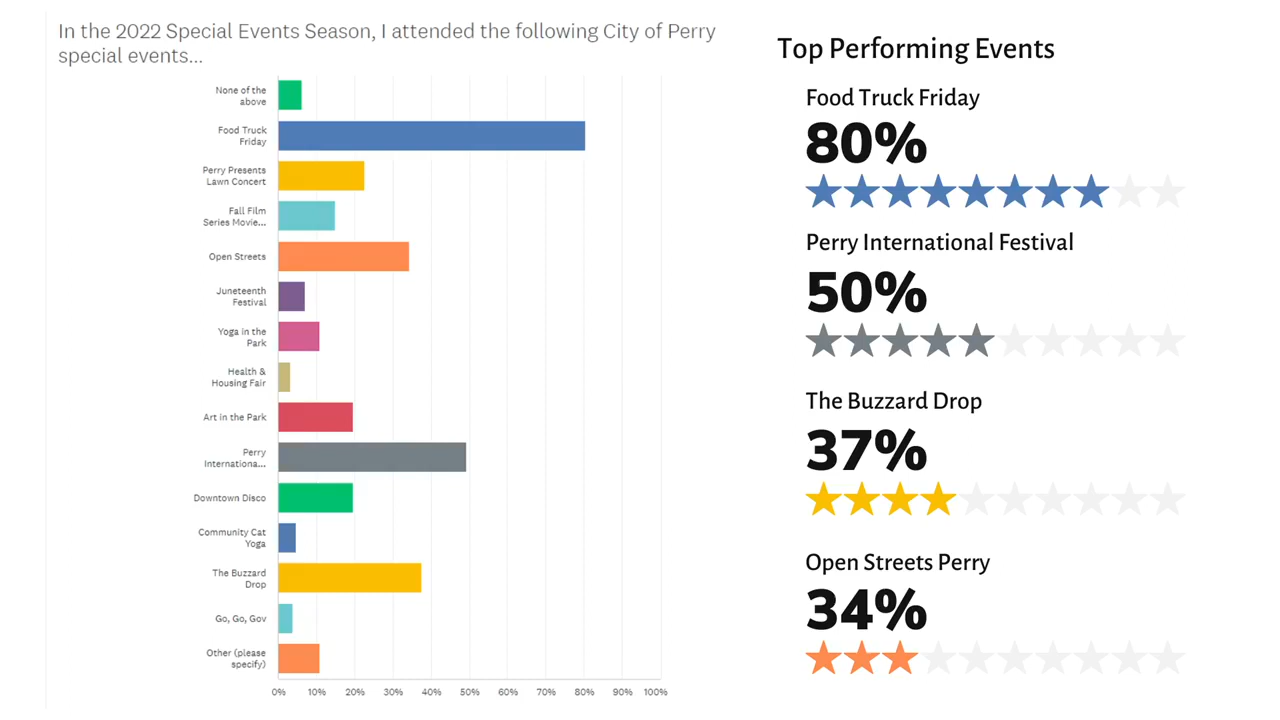 In the 2022 Special Events Season, I attended the following City of Perry
special events...
None of the
above
Food Truck
Friday
Perry Presents
Lawn Concert
Fall Film
Series Movie...
Open Streets
Juneteenth
Festival
Yoga in the
Park
Health &
Housing Fair
Art in the Park
Perry
Internationa...
Downtown Disco
Community Cat
Yoga
The Buzzard
Drop
Go, Go, Gov
Other (please
specify)
0% 10% 20% 30% 40% 50% 60% 70% 80% 90% 100%
Top Performing Events
Food Truck Friday
80%
Perry International Festival
50%
The Buzzard Drop
37%
Open Streets Perry
34%